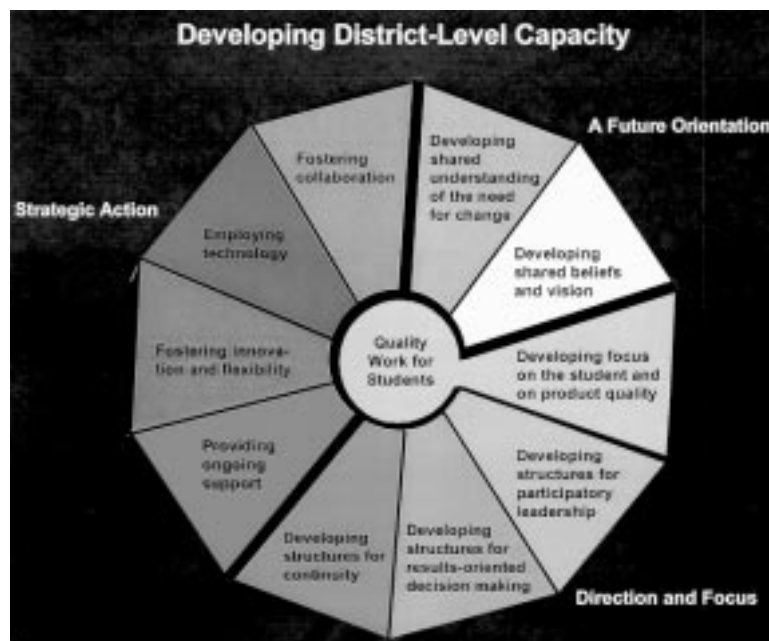 Developing District-Level Capacity
A Future Orientation
Developing
shared
understanding
of the need
for change
Developing
shared beliefs
and vision
Developing focus
on the student and
on product quality
Developing
structures for
participatory
leadership
Direction and Focus
Developing
structures for
results-oriented
decision making
Developing
structures for
continuity
Providing
ongoing
support
Fostering innova-
tion and flexibility
Strategic Action
Employing
technology
Fostering
collaboration
Quality
Work for
Students